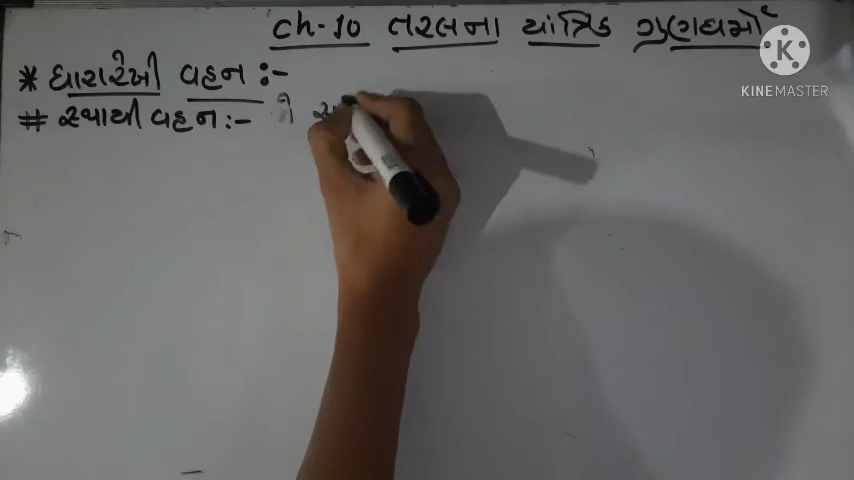 ch-10 તરલના યાંત્રિક ગુણધર્મો
* ધારારેખી વહન :-
# સ્થાયી વહન :-
KINEMASTER